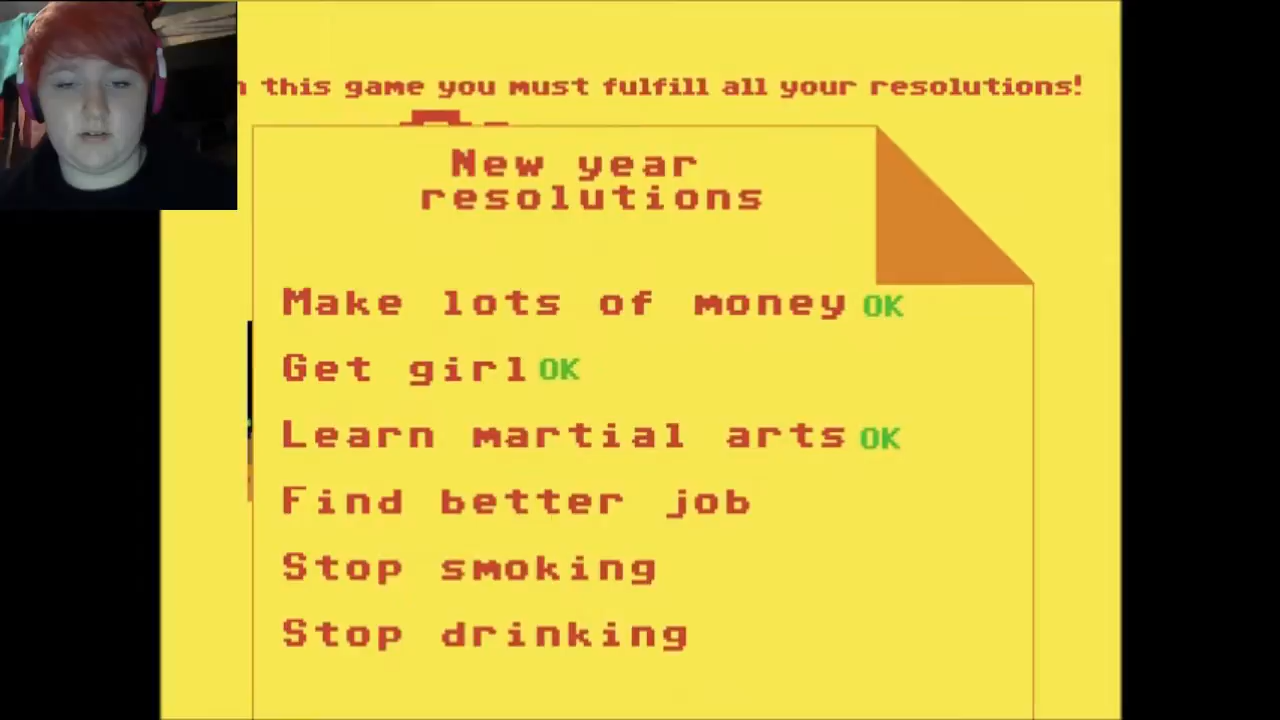 this game you must fulfill all your resolutions!
New year
resolutions
Make lots of money OK
Get girl OK
Learn martial arts OK
Find better job
Stop smoking
Stop drinking